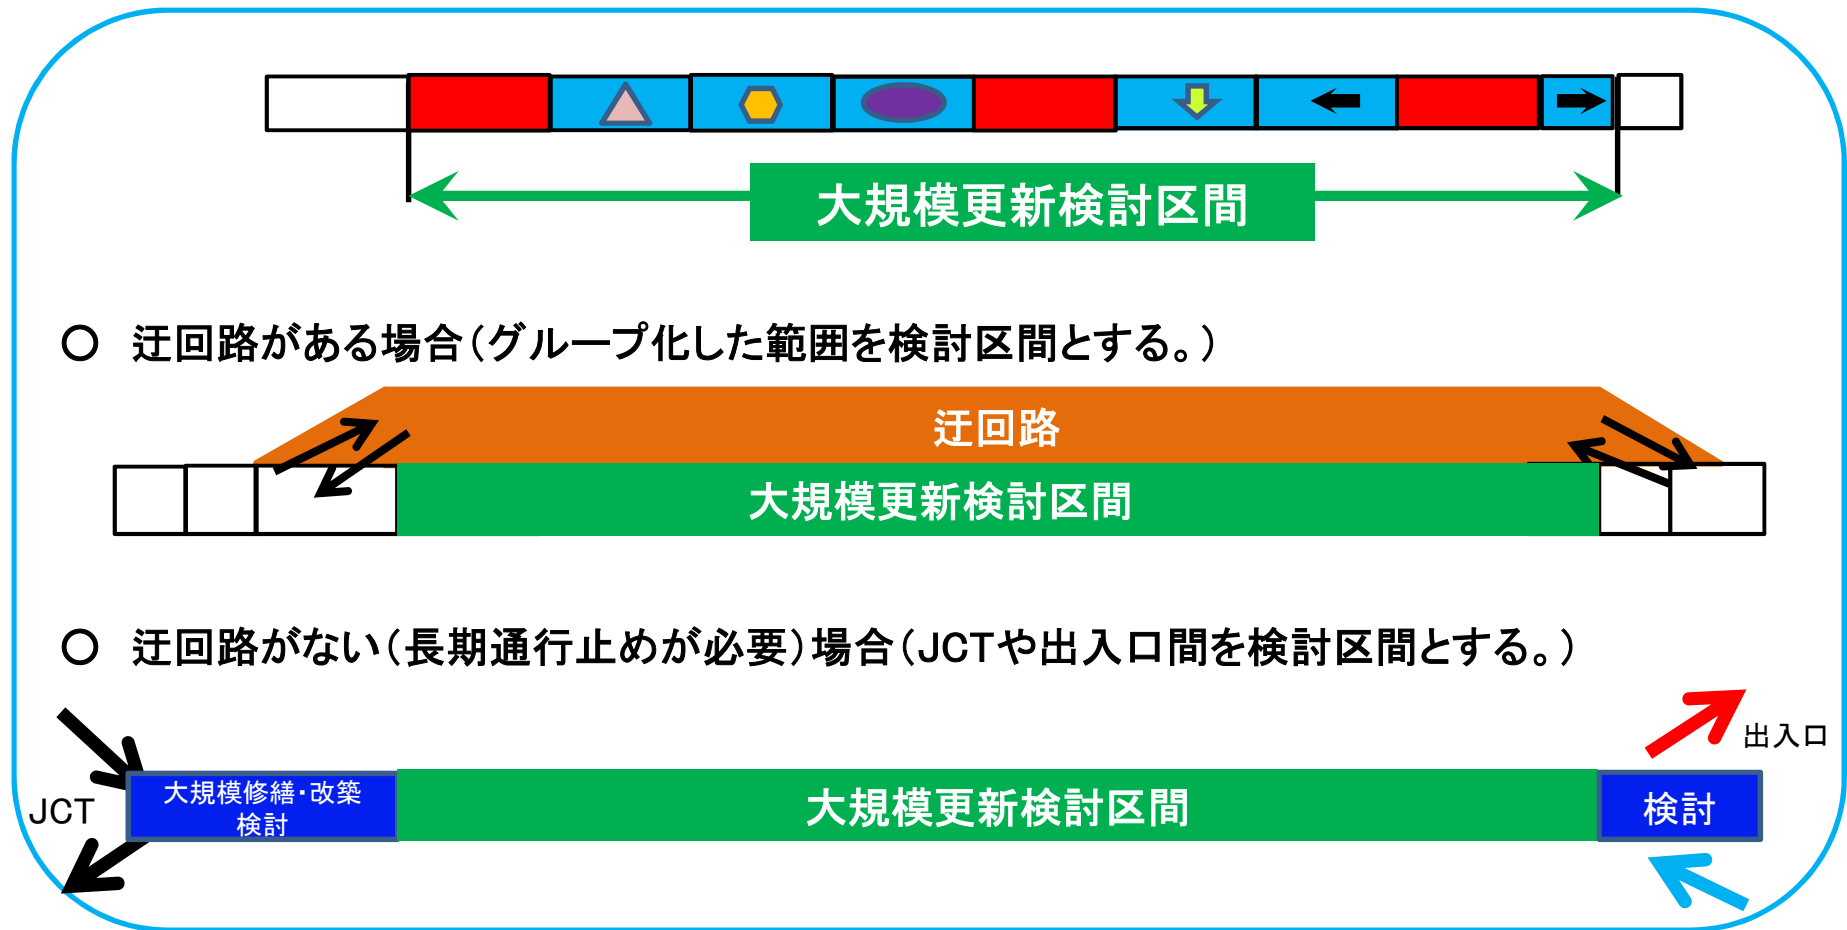 大規模更新検討区間
○　迂回路がある場合（グループ化した範囲を検討区間とする。）
迂回路
大規模更新検討区間
○　迂回路がない（長期通行止めが必要）場合（JCTや出入口間を検討区間とする。）
出入口
JCT
大規模修繕・改築
検討
大規模更新検討区間
検討